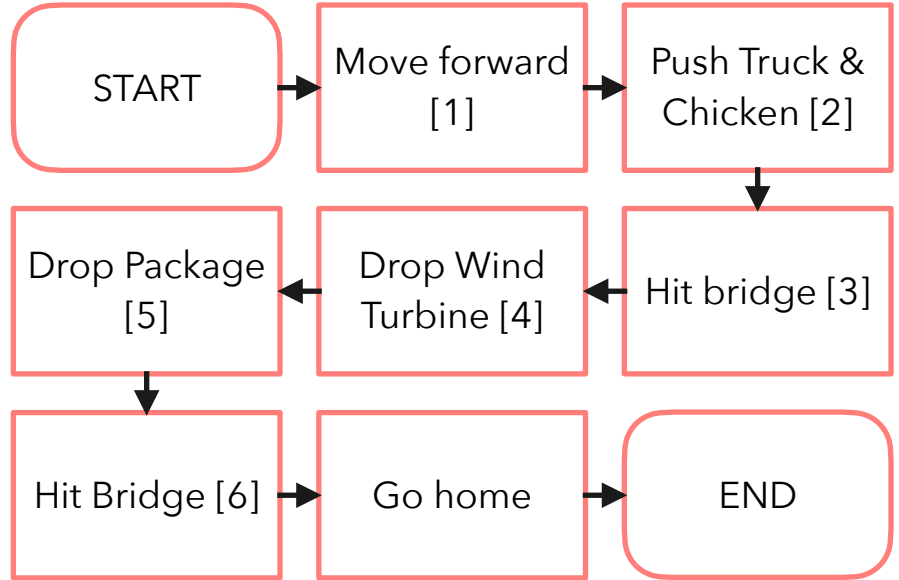 START
Move forward
[1]
Push Truck &
Chicken [2]
Drop Package
[5]
Drop Wind
Turbine [4]
Hit bridge [3]
Hit Bridge [6]
Go home
END